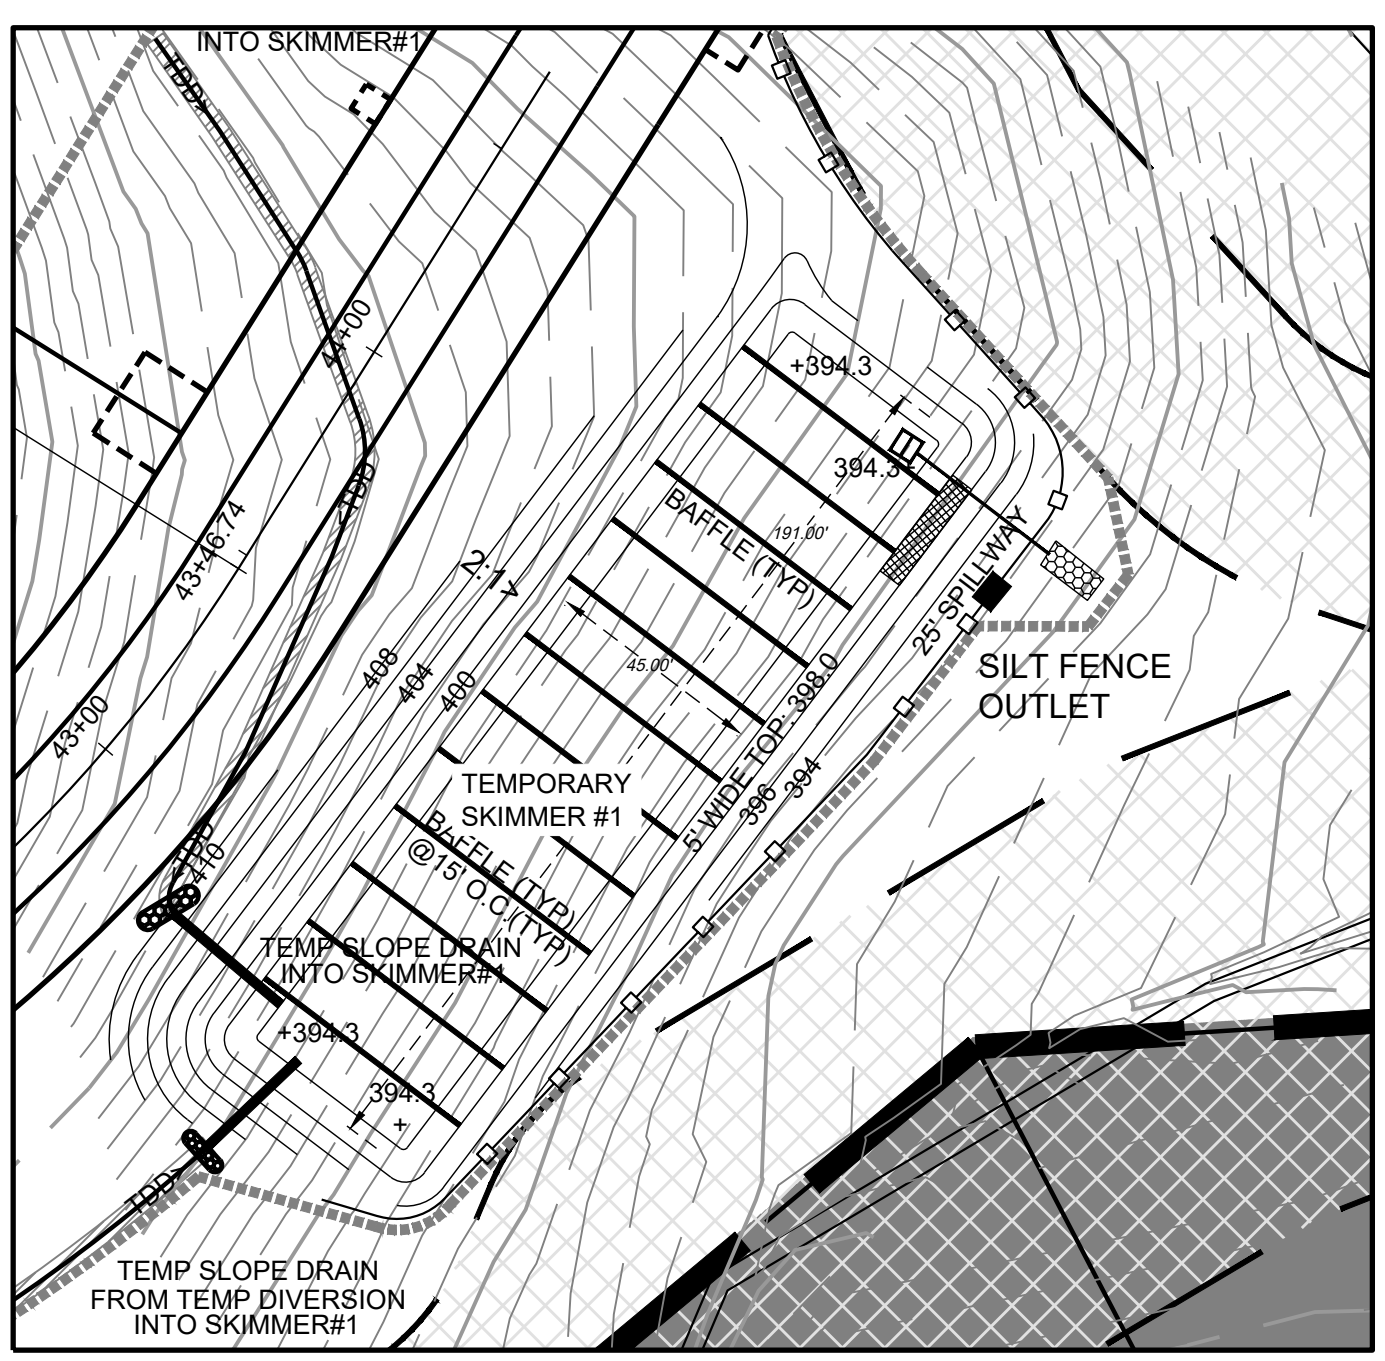 INTO SKIMMER#1
TDD>
44+00
+394.3
394.3+
BAFFLE (TYP)
191.00'
<TDD
43+46.74
2:1>
25' SPILLWAY
SILT FENCE
OUTLET
45.00'
408
404
400
5' WIDE TOP: 398.0
43+00
396
394
TEMPORARY
SKIMMER #1
BAFFLE (TYP)
@15' O.C.(TYP)
<TDD
410
TEMP SLOPE DRAIN
INTO SKIMMER#1
+394.3
394.3
+
TDD>
TEMP SLOPE DRAIN
FROM TEMP DIVERSION
INTO SKIMMER#1